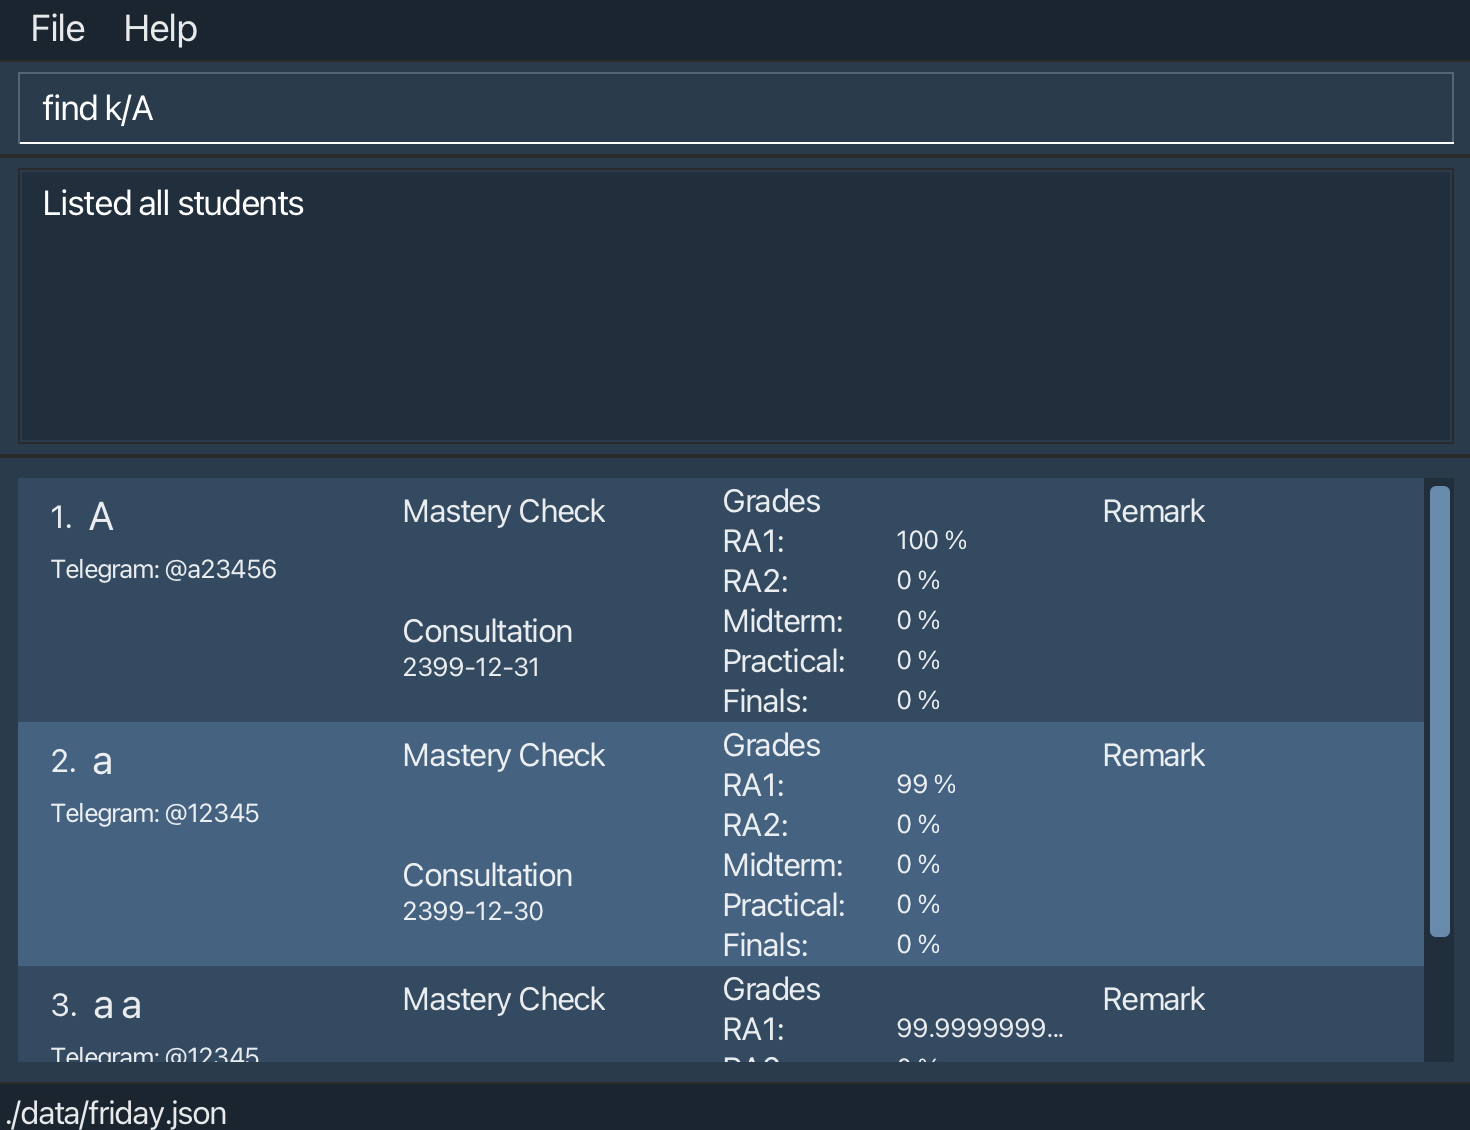 File Help
find k/A
Listed all students
1. A
Telegram: @a23456
Mastery Check
Consultation
2399-12-31
Grades
RA1: 100 %
RA2: 0 %
Midterm: 0 %
Practical: 0 %
Finals: 0 %
Remark
2. a
Telegram: @12345
Mastery Check
Consultation
2399-12-30
Grades
RA1: 99 %
RA2: 0 %
Midterm: 0 %
Practical: 0 %
Finals: 0 %
Remark
3. a a
Telegram: @12345
Mastery Check
Grades
RA1: 99.9999999...
RA2: 0 %
Remark
./data/friday.json